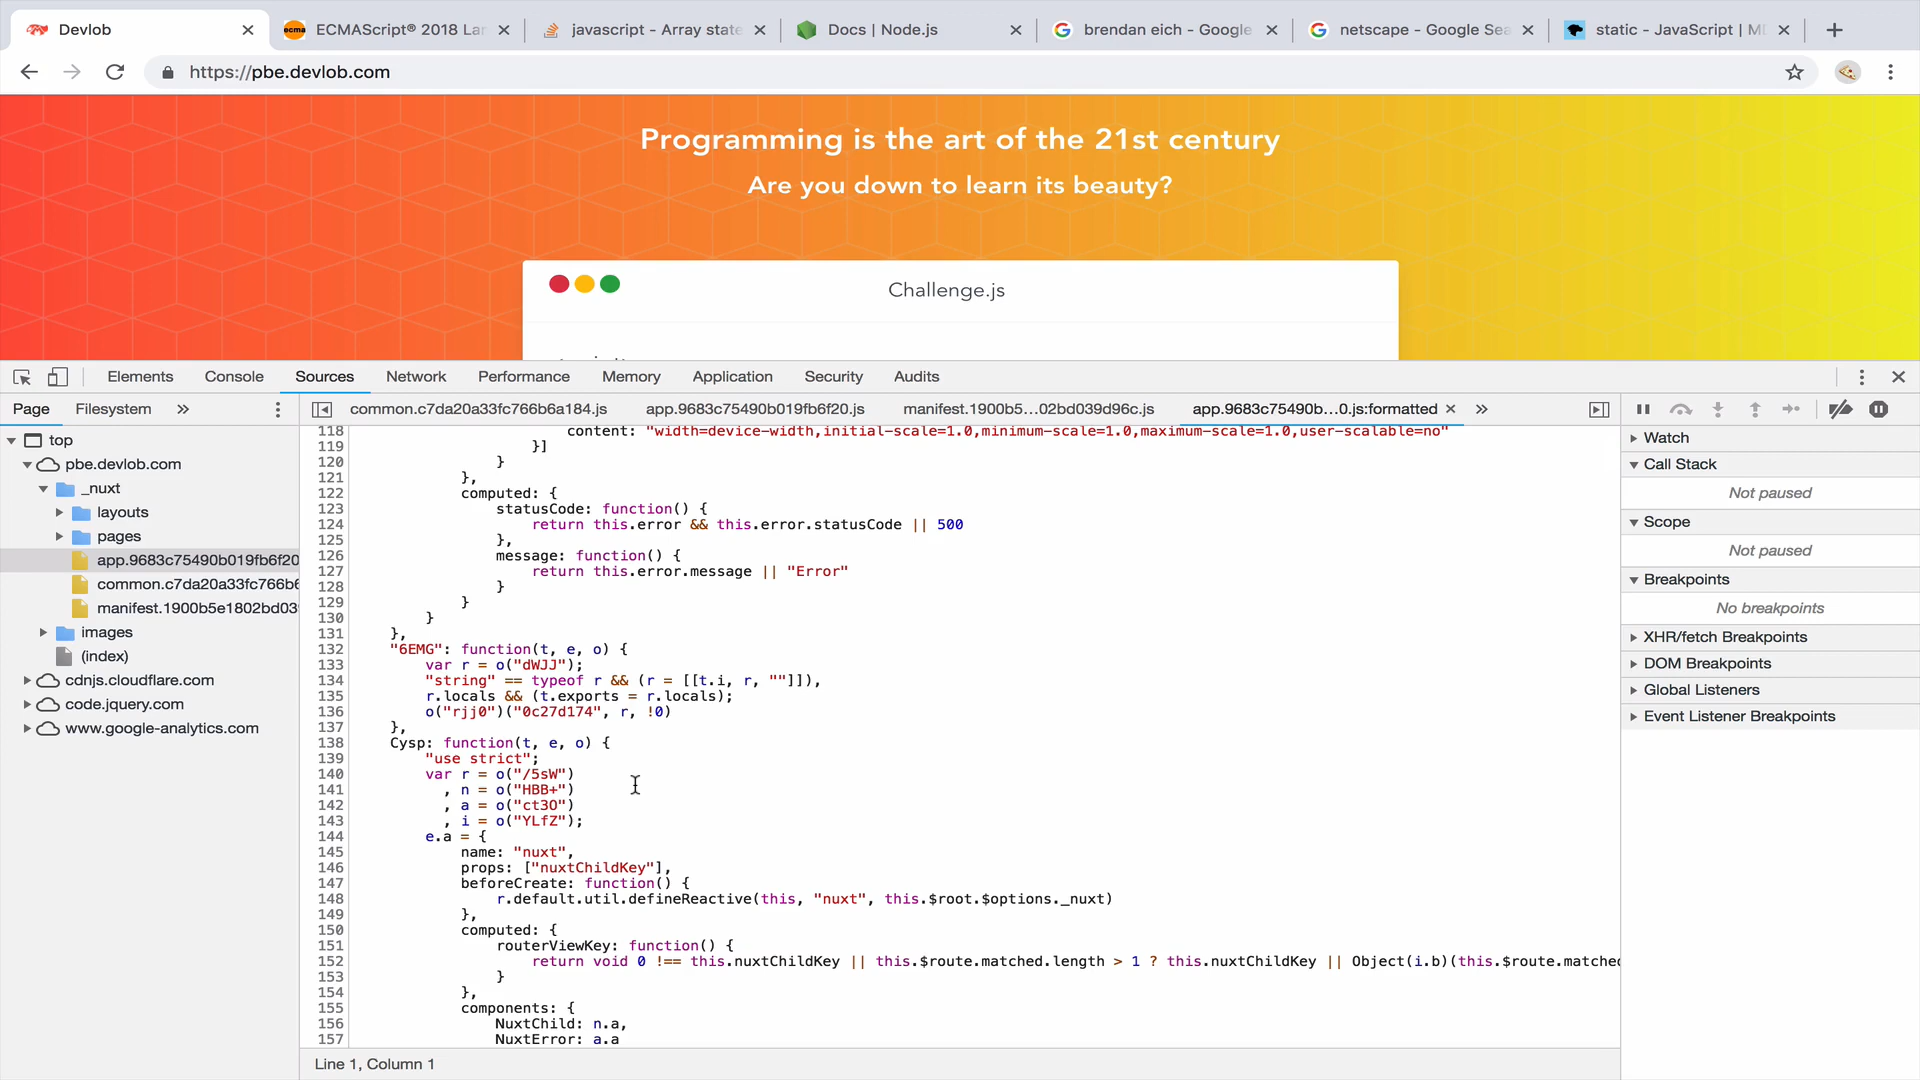 Devlob
ECMAScript® 2018 Lan
javascript - Array state
Docs | Node.js
brendan eich - Google
netscape - Google Sea
static - JavaScript | M
https://pbe.devlob.com
Programming is the art of the 21st century
Are you down to learn its beauty?
Challenge.js
Elements
Console
Sources
Network
Performance
Memory
Application
Security
Audits
Page
Filesystem
common.c7da20a33fc766b6a184.js
app.9683c75490b019fb6f20.js
manifest.1900b5…02bd039d96c.js
app.9683c75490b…0.js:formatted
top
pbe.devlob.com
_nuxt
layouts
pages
app.9683c75490b019fb6f20
common.c7da20a33fc766b6
manifest.1900b5e1802bd03
images
(index)
cdnjs.cloudflare.com
code.jquery.com
www.google-analytics.com
118 content: "width=device-width,initial-scale=1.0,minimum-scale=1.0,maximum-scale=1.0,user-scalable=no"
119 }]
120 }
121 },
122 computed: {
123 statusCode: function() {
124 return this.error && this.error.statusCode || 500
125 },
126 message: function() {
127 return this.error.message || "Error"
128 }
129 }
130 }
131 },
132 "6EMG": function(t, e, o) {
133 var r = o("dWJJ");
134 "string" == typeof r && (r = [[t.i, r, ""]]),
135 r.locals && (t.exports = r.locals);
136 o("rjj0")("0c27d174", r, !0)
137 },
138 Cysp: function(t, e, o) {
139 "use strict";
140 var r = o("/5sW")
141 , n = o("HBB+")
142 , a = o("ct3O")
143 , i = o("YLfZ");
144 e.a = {
145 name: "nuxt",
146 props: ["nuxtChildKey"],
147 beforeCreate: function() {
148 r.default.util.defineReactive(this, "nuxt", this.$root.$options._nuxt)
149 },
150 computed: {
151 routerViewKey: function() {
152 return void 0 !== this.nuxtChildKey || this.$route.matched.length > 1 ? this.nuxtChildKey || Object(i.b)(this.$route.matched
153 }
154 },
155 components: {
156 NuxtChild: n.a,
157 NuxtError: a.a
Line 1, Column 1
Watch
Call Stack
Not paused
Scope
Not paused
Breakpoints
No breakpoints
XHR/fetch Breakpoints
DOM Breakpoints
Global Listeners
Event Listener Breakpoints